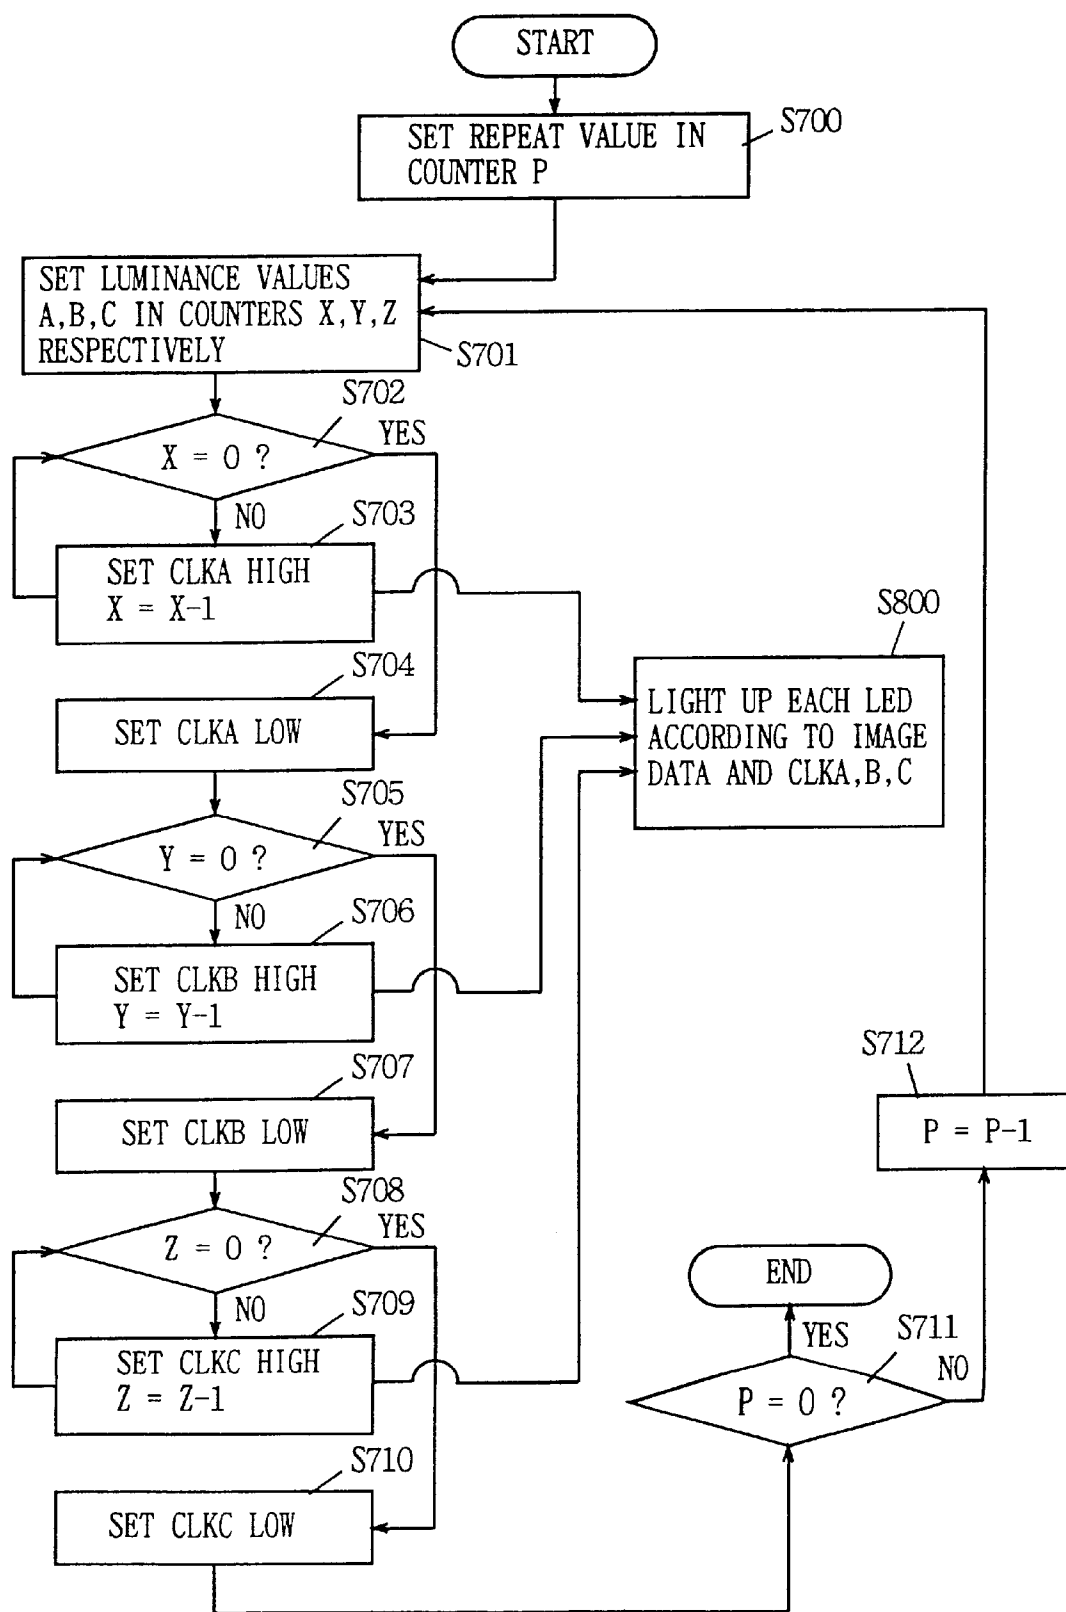 START
S700
SET REPEAT VALUE IN
COUNTER P
SET LUMINANCE VALUES
A,B,C IN COUNTERS X,Y,Z
RESPECTIVELY
S701
S702
X = 0 ?
YES
NO
S703
SET CLKA HIGH
X = X-1
S704
SET CLKA LOW
S705
Y = 0 ?
YES
NO
S706
SET CLKB HIGH
Y = Y-1
S707
SET CLKB LOW
S708
Z = 0 ?
YES
NO
S709
SET CLKC HIGH
Z = Z-1
S710
SET CLKC LOW
S800
LIGHT UP EACH LED
ACCORDING TO IMAGE
DATA AND CLKA,B,C
S712
P = P-1
END
YES
S711
NO
P = 0 ?